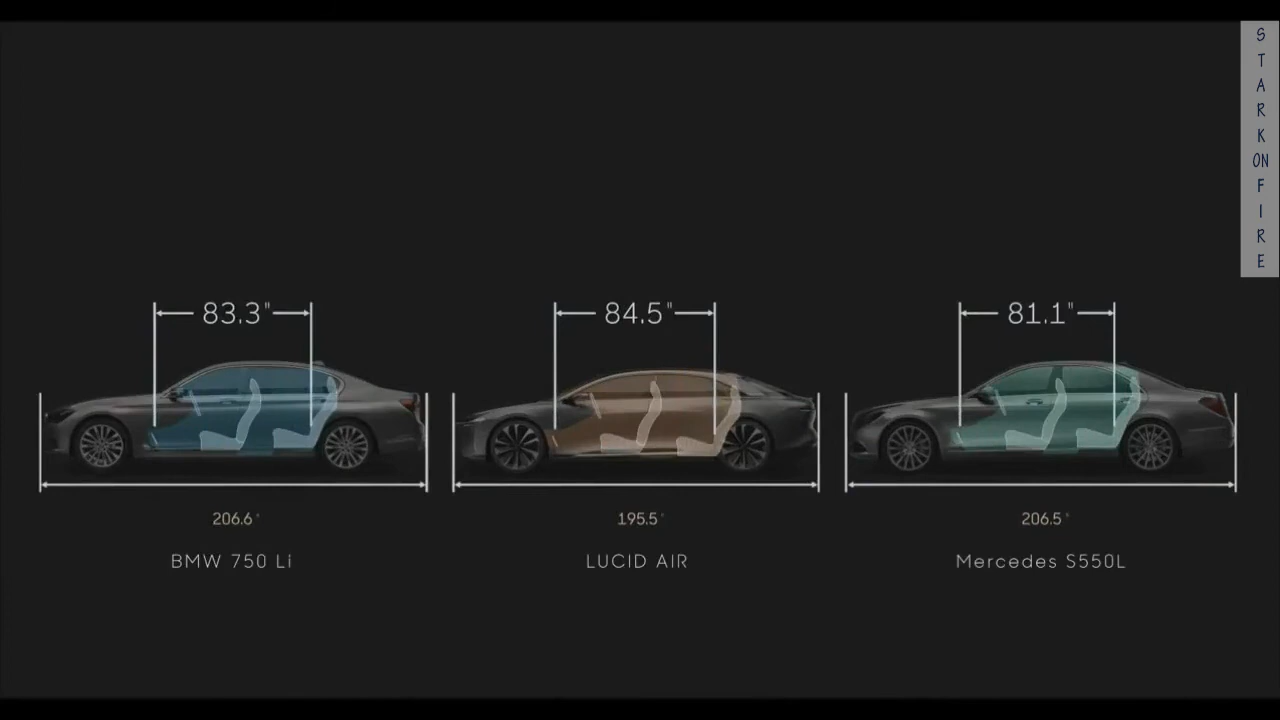 83.3"
84.5"
81.1"
206.6"
195.5"
206.5"
BMW 750 Li
LUCID AIR
Mercedes S550L
S
T
A
R
K
ON
F
I
R
E